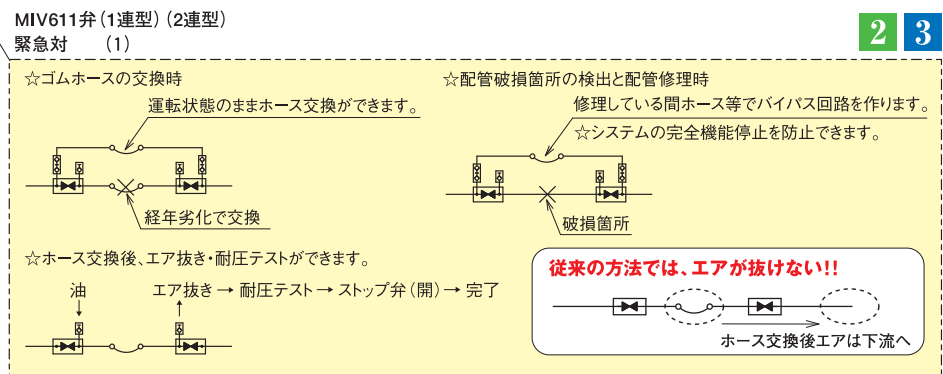 MIV611弁（1連型）（2連型）
緊急対　（1）
2 3
☆ゴムホースの交換時
運転状態のままホース交換ができます。
経年劣化で交換
☆配管破損箇所の検出と配管修理時
修理している間ホース等でバイパス回路を作ります。
☆システムの完全機能停止を防止できます。
破損箇所
☆ホース交換後、エア抜き・耐圧テストができます。
油
エア抜き→耐圧テスト→ストップ弁（開）→完了
従来の方法では、エアが抜けない!!
ホース交換後エアは下流へ